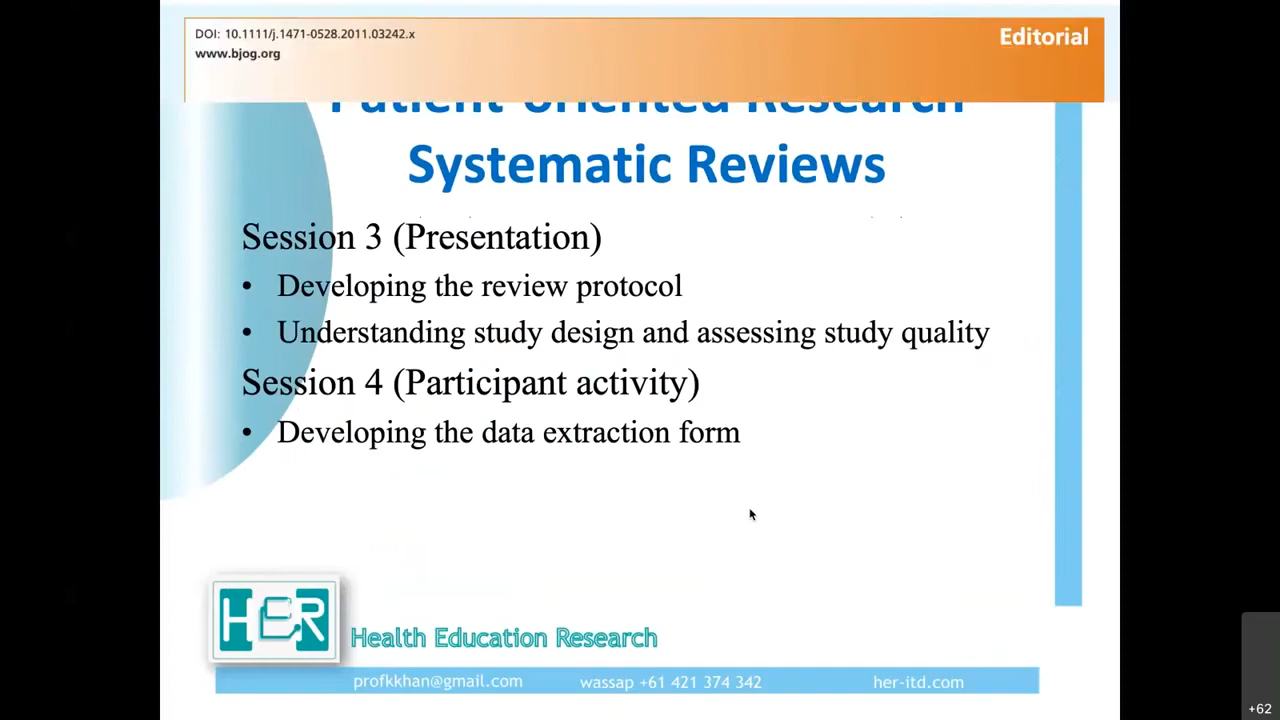 DOI: 10.1111/j.1471-0528.2011.03242.x
Editorial
www.bjog.org
Patient-oriented Research
Systematic Reviews
Session 3 (Presentation)
• Developing the review protocol
• Understanding study design and assessing study quality
Session 4 (Participant activity)
• Developing the data extraction form
HER
Health Education Research
profkkhan@gmail.com wassap +61 421 374 342 her-itd.com
+62